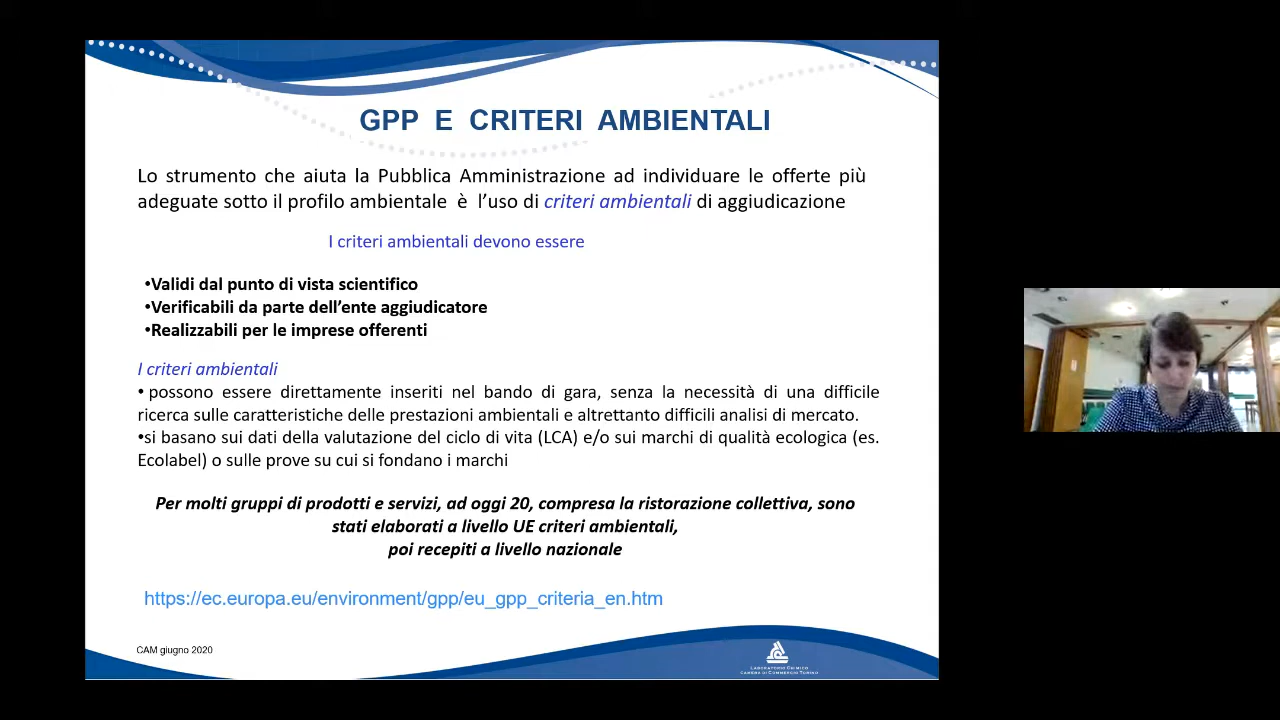 GPP E CRITERI AMBIENTALI
Lo strumento che aiuta la Pubblica Amministrazione ad individuare le offerte più
adeguate sotto il profilo ambientale è l'uso di criteri ambientali di aggiudicazione
I criteri ambientali devono essere
•Validi dal punto di vista scientifico
•Verificabili da parte dell'ente aggiudicatore
•Realizzabili per le imprese offerenti
I criteri ambientali
• possono essere direttamente inseriti nel bando di gara, senza la necessità di una difficile
ricerca sulle caratteristiche delle prestazioni ambientali e altrettanto difficili analisi di mercato.
•si basano sui dati della valutazione del ciclo di vita (LCA) e/o sui marchi di qualità ecologica (es.
Ecolabel) o sulle prove su cui si fondano i marchi
Per molti gruppi di prodotti e servizi, ad oggi 20, compresa la ristorazione collettiva, sono
stati elaborati a livello UE criteri ambientali,
poi recepiti a livello nazionale
https://ec.europa.eu/environment/gpp/eu_gpp_criteria_en.htm
CAM giugno 2020
LABORATORIO CHIMICO
CAMERA DI COMMERCIO TORINO